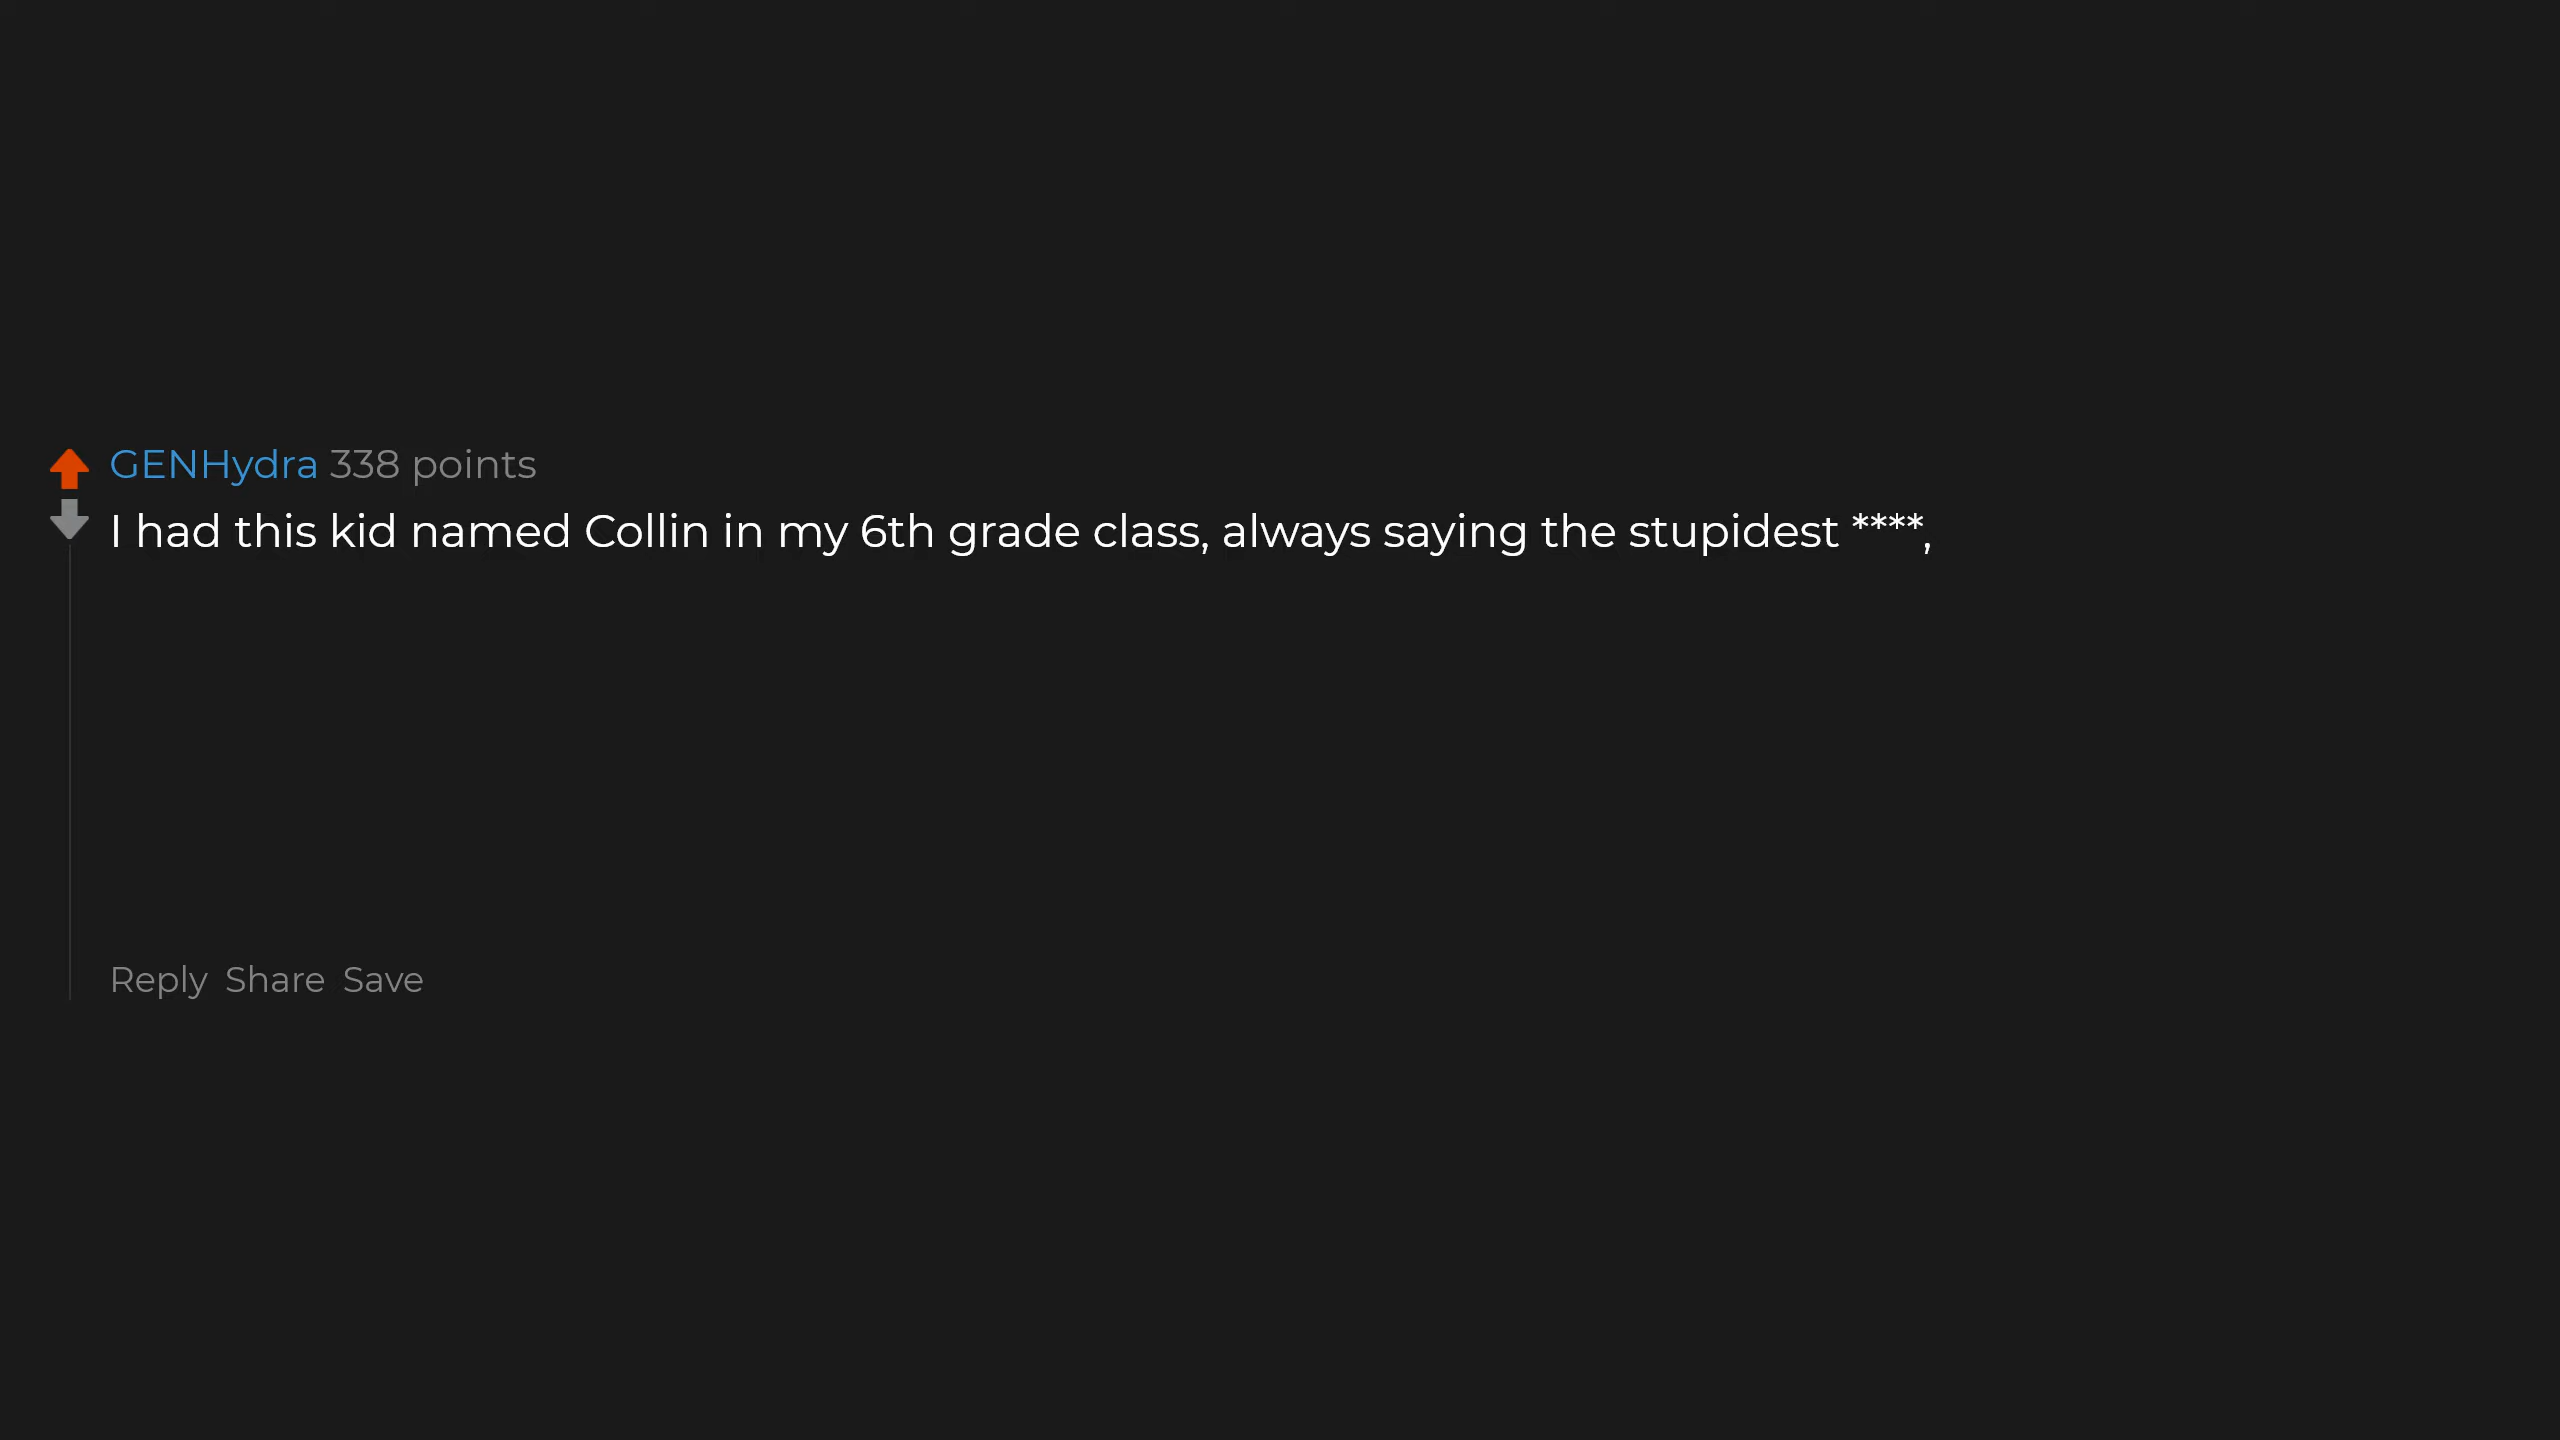 GENHydra 338 points
I had this kid named Collin in my 6th grade class, always saying the stupidest ****,
Reply Share Save